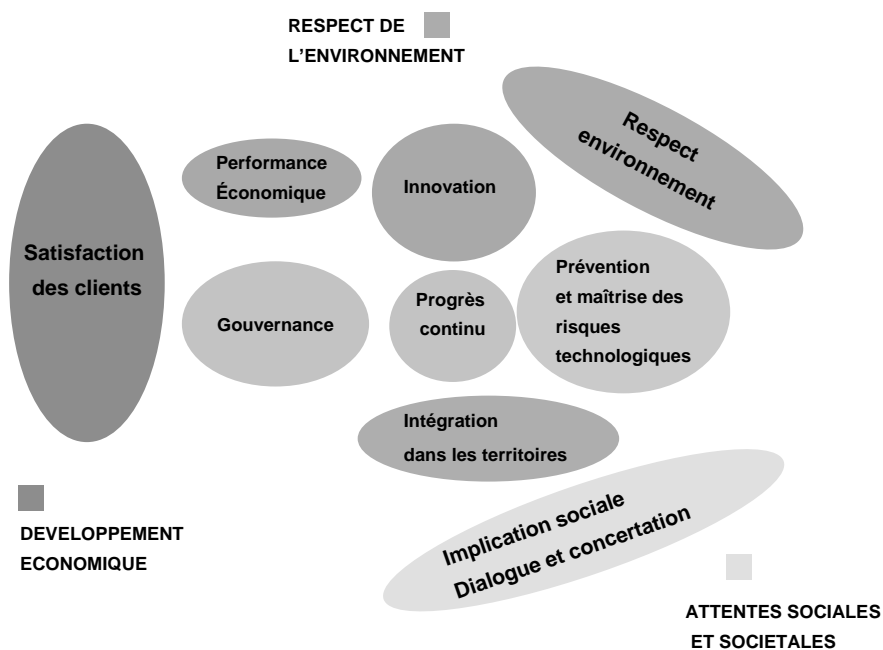 RESPECT DE
L’ENVIRONNEMENT
Respect
environnement
Performance
Économique
Innovation
Satisfaction
des clients
Prévention
et maîtrise des
risques
technologiques
Gouvernance
Progrès
continu
Intégration
dans les territoires
Implication sociale
Dialogue et concertation
DEVELOPPEMENT
ECONOMIQUE
ATTENTES SOCIALES
ET SOCIETALES